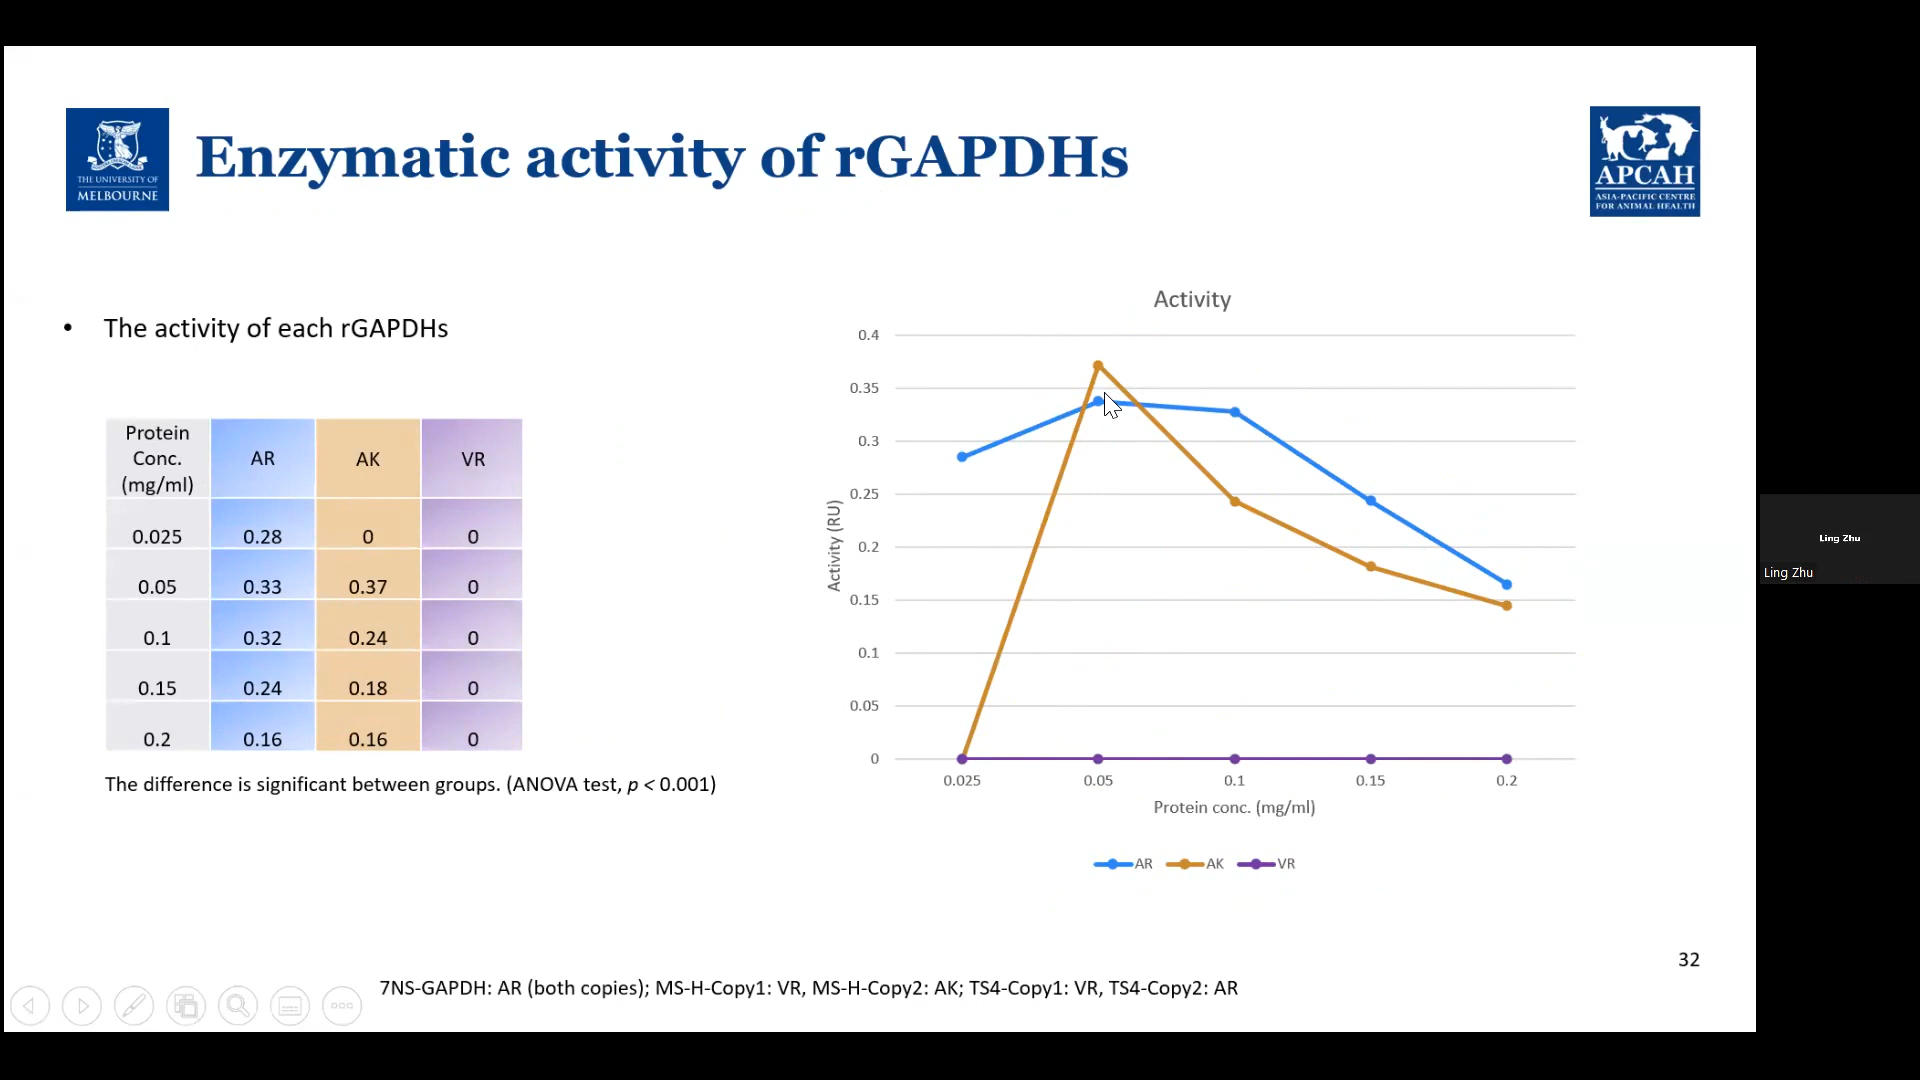 THE UNIVERSITY OF
MELBOURNE
Enzymatic activity of rGAPDHs
APCAH
ASIA-PACIFIC CENTRE
FOR ANIMAL HEALTH
• The activity of each rGAPDHs
Protein Conc. (mg/ml) AR AK VR
0.025 0.28 0 0
0.05 0.33 0.37 0
0.1 0.32 0.24 0
0.15 0.24 0.18 0
0.2 0.16 0.16 0
The difference is significant between groups. (ANOVA test, p < 0.001)
Activity
0.4
0.35
0.3
0.25
0.2
0.15
0.1
0.05
0
Activity (RU)
0.025 0.05 0.1 0.15 0.2
Protein conc. (mg/ml)
AR AK VR
Ling Zhu
Ling Zhu
32
7NS-GAPDH: AR (both copies); MS-H-Copy1: VR, MS-H-Copy2: AK; TS4-Copy1: VR, TS4-Copy2: AR